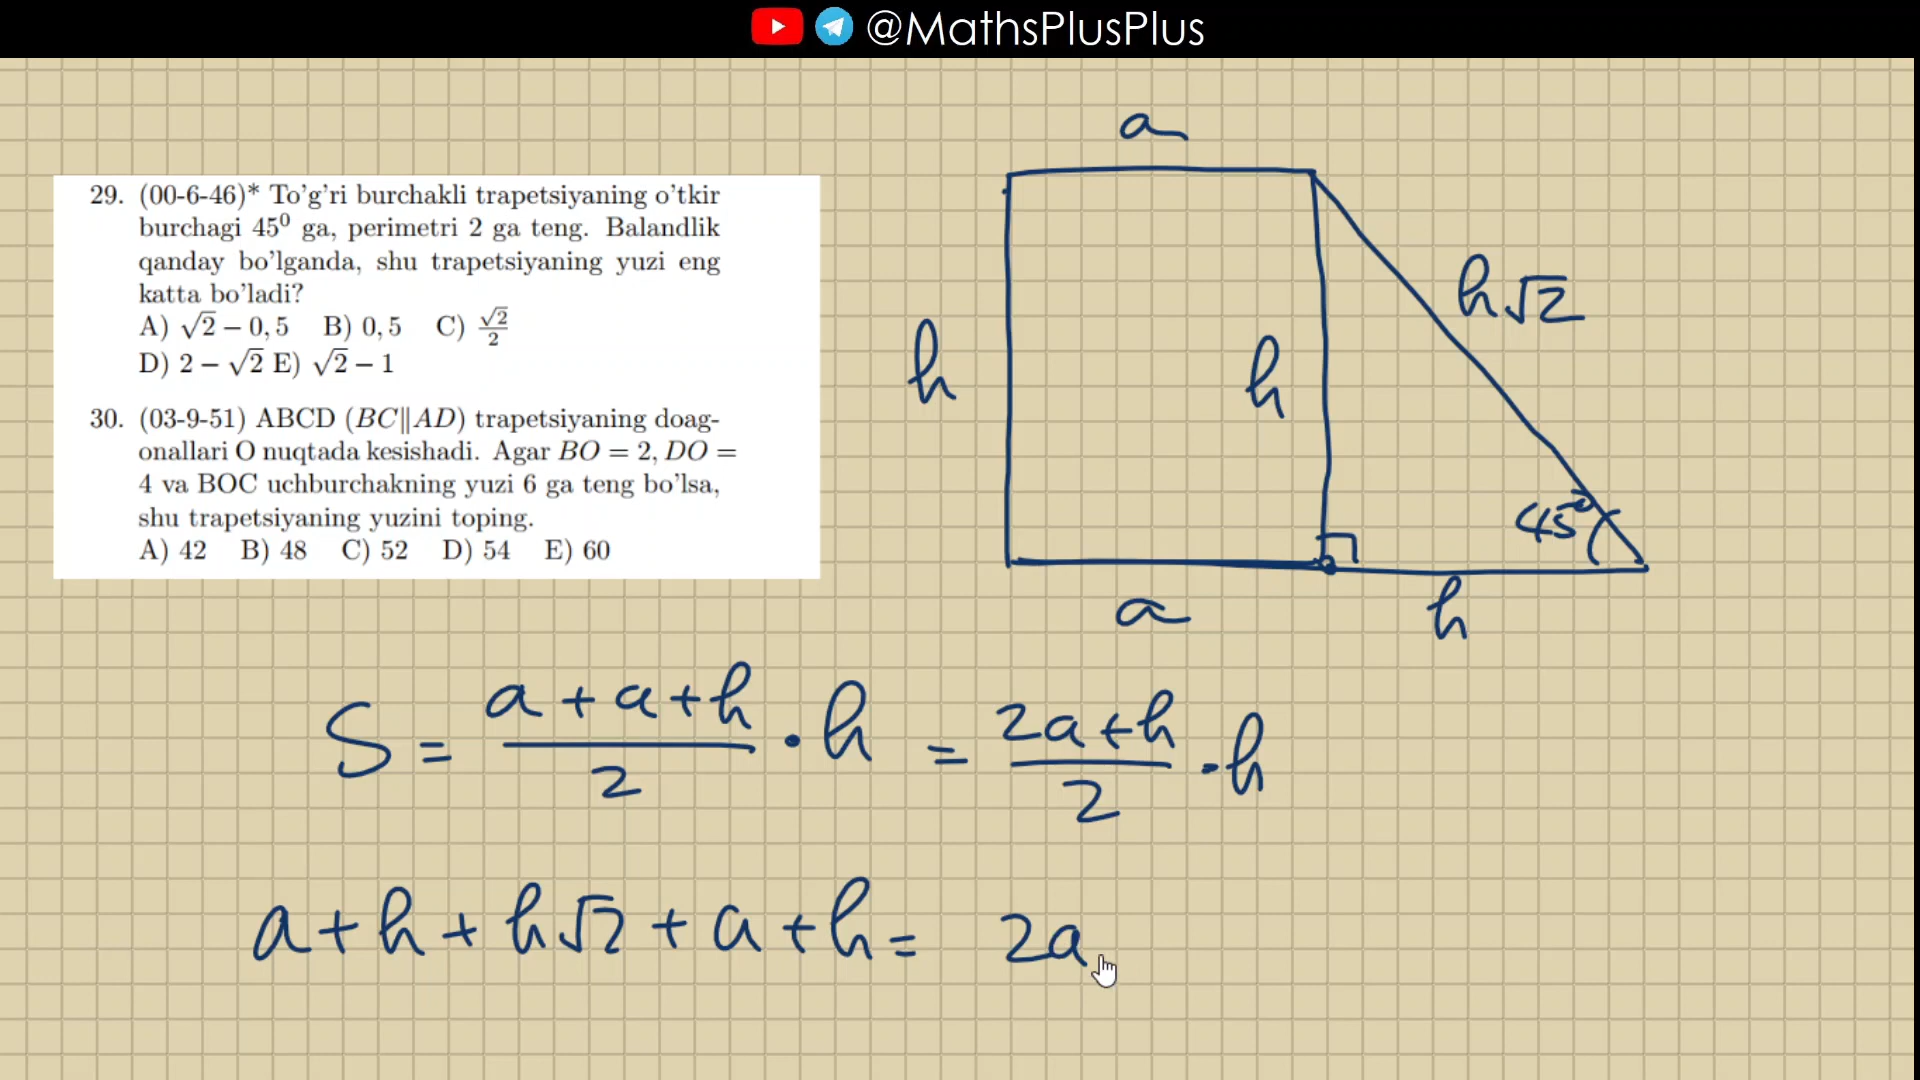 @MathsPlusPlus
29. (00-6-46)* To’g’ri burchakli trapetsiyaning o’tkir
burchagi 45⁰ ga, perimetri 2 ga teng. Balandlik
qanday bo’lganda, shu trapetsiyaning yuzi eng
katta bo’ladi?
A) √2 − 0, 5 B) 0, 5 C) √2/2
D) 2 − √2 E) √2 − 1
30. (03-9-51) ABCD (BC∥AD) trapetsiyaning doag-
onallari O nuqtada kesishadi. Agar BO = 2, DO =
4 va BOC uchburchakning yuzi 6 ga teng bo’lsa,
shu trapetsiyaning yuzini toping.
A) 42 B) 48 C) 52 D) 54 E) 60
a
h
h
h√2
45°
a
h
S = (a + a + h)/2 · h = (2a + h)/2 · h
a + h + h√2 + a + h = 2a